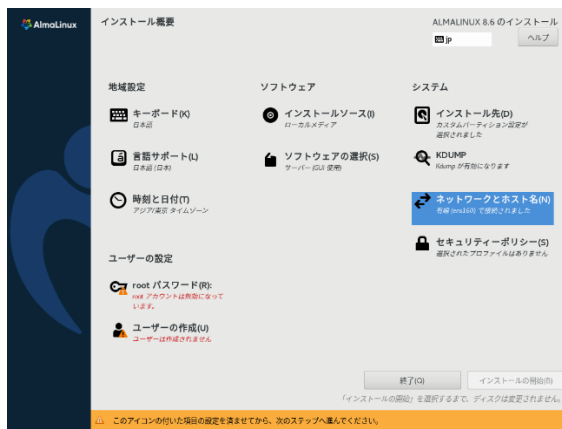 AlmaLinux
インストール概要
ALMALINUX 8.6 のインストール
jp
ヘルプ
地域設定
キーボード(K)
日本語
言語サポート(L)
日本語 (日本)
時刻と日付(T)
アジア/東京 タイムゾーン
ソフトウェア
インストールソース(I)
ローカルメディア
ソフトウェアの選択(S)
サーバー (GUI 使用)
システム
インストール先(D)
カスタムパーティション設定が
選択されました
KDUMP
Kdump が有効になります
ネットワークとホスト名(N)
有線 (ens160) で接続されました
セキュリティーポリシー(S)
選択されたプロファイルはありません
ユーザーの設定
root パスワード(R):
root アカウントは無効になって
います。
ユーザーの作成(U)
ユーザーは作成されません
終了(Q)
インストールの開始(B)
「インストールの開始」を選択するまで、ディスクは変更されません。
このアイコンの付いた項目の設定を済ませてから、次のステップへ進んでください。